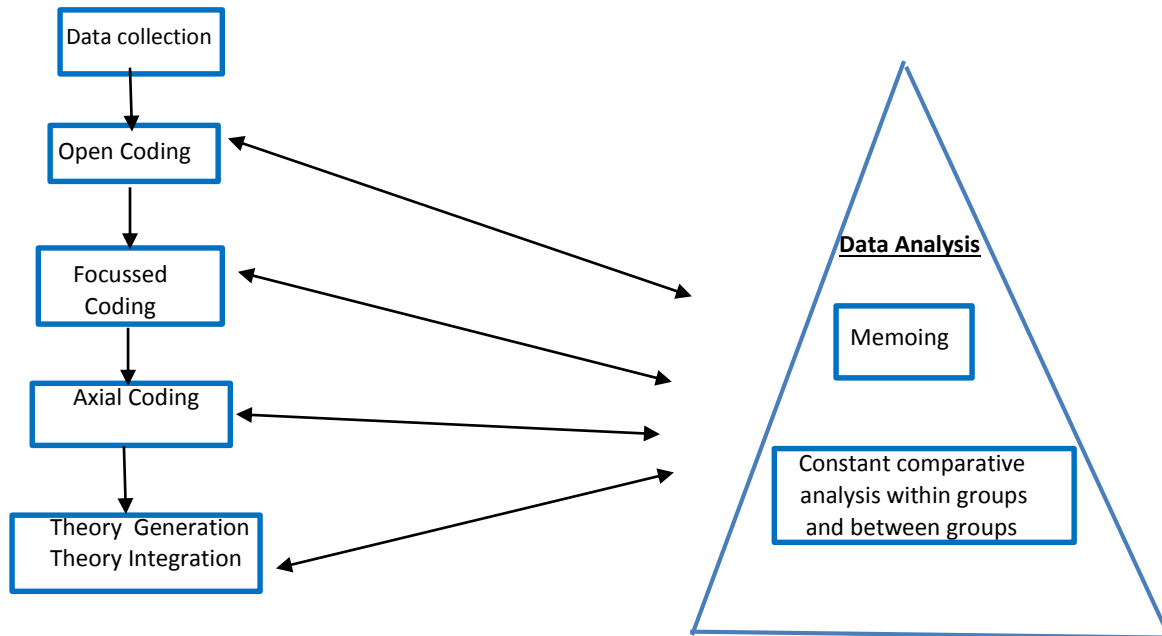 Data collection
Open Coding
Focussed
Coding
Axial Coding
Theory Generation
Theory Integration
Data Analysis
Memoing
Constant comparative
analysis within groups
and between groups